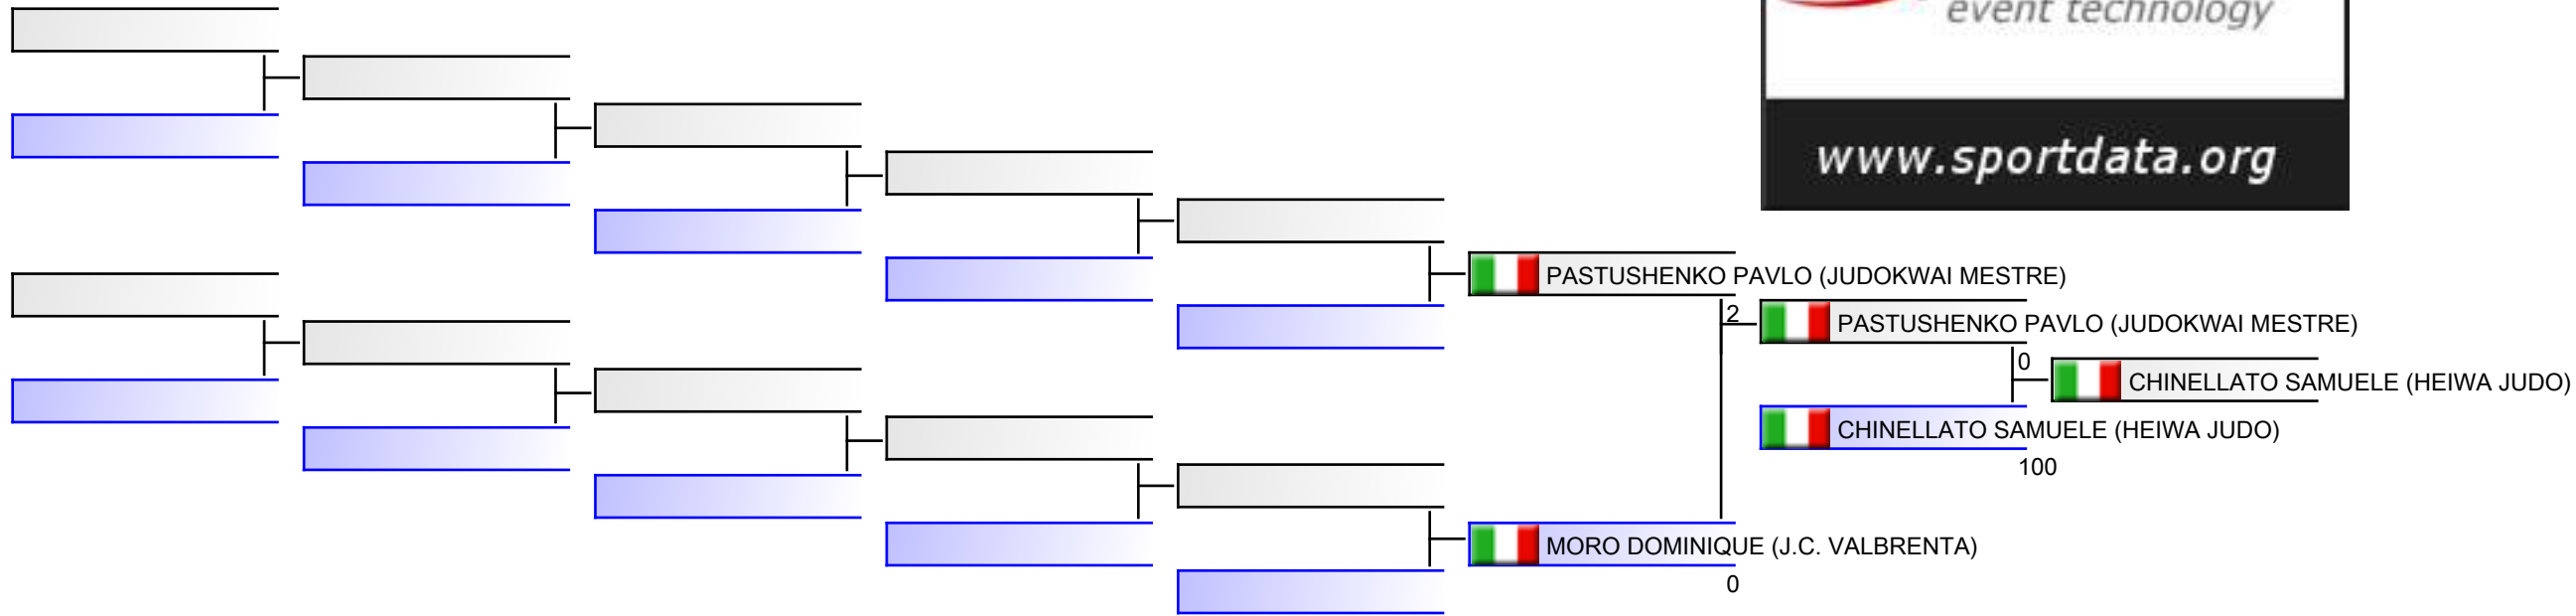 event technology
www.sportdata.org
PASTUSHENKO PAVLO (JUDOKWAI MESTRE)
2
PASTUSHENKO PAVLO (JUDOKWAI MESTRE)
0
CHINELLATO SAMUELE (HEIWA JUDO)
CHINELLATO SAMUELE (HEIWA JUDO)
100
MORO DOMINIQUE (J.C. VALBRENTA)
0